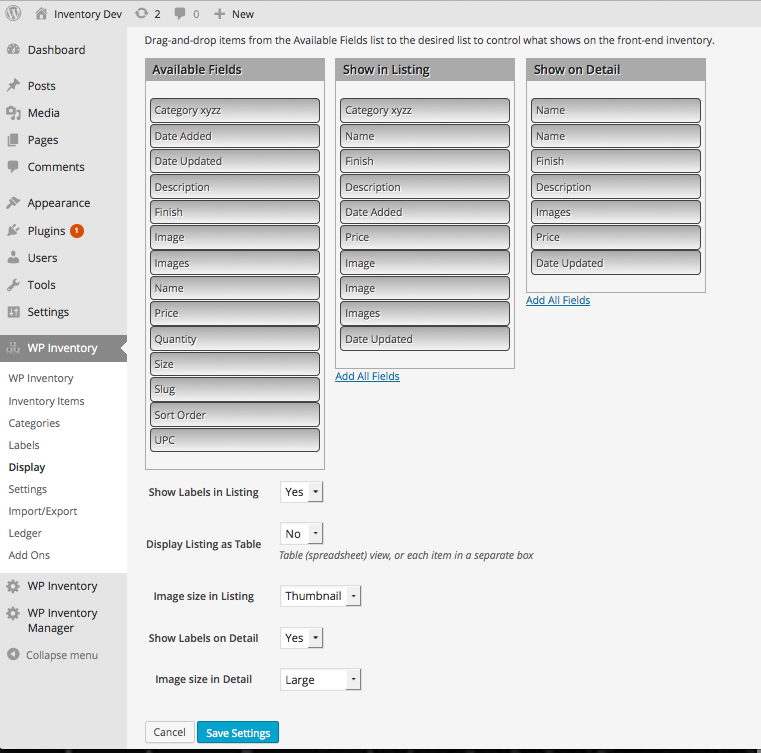 Inventory Dev 2 0 New
Dashboard
Posts
Media
Pages
Comments
Appearance
Plugins 1
Users
Tools
Settings
WP Inventory
WP Inventory
Inventory Items
Categories
Labels
Display
Settings
Import/Export
Ledger
Add Ons
WP Inventory
WP Inventory
Manager
Collapse menu
Drag-and-drop items from the Available Fields list to the desired list to control what shows on the front-end inventory.
Available Fields
Category xyzz
Date Added
Date Updated
Description
Finish
Image
Images
Name
Price
Quantity
Size
Slug
Sort Order
UPC
Show in Listing
Category xyzz
Name
Finish
Description
Date Added
Price
Image
Image
Images
Date Updated
Add All Fields
Show on Detail
Name
Name
Finish
Description
Images
Price
Date Updated
Add All Fields
Show Labels in Listing Yes
Display Listing as Table No
Table (spreadsheet) view, or each item in a separate box
Image size in Listing Thumbnail
Show Labels on Detail Yes
Image size in Detail Large
Cancel Save Settings